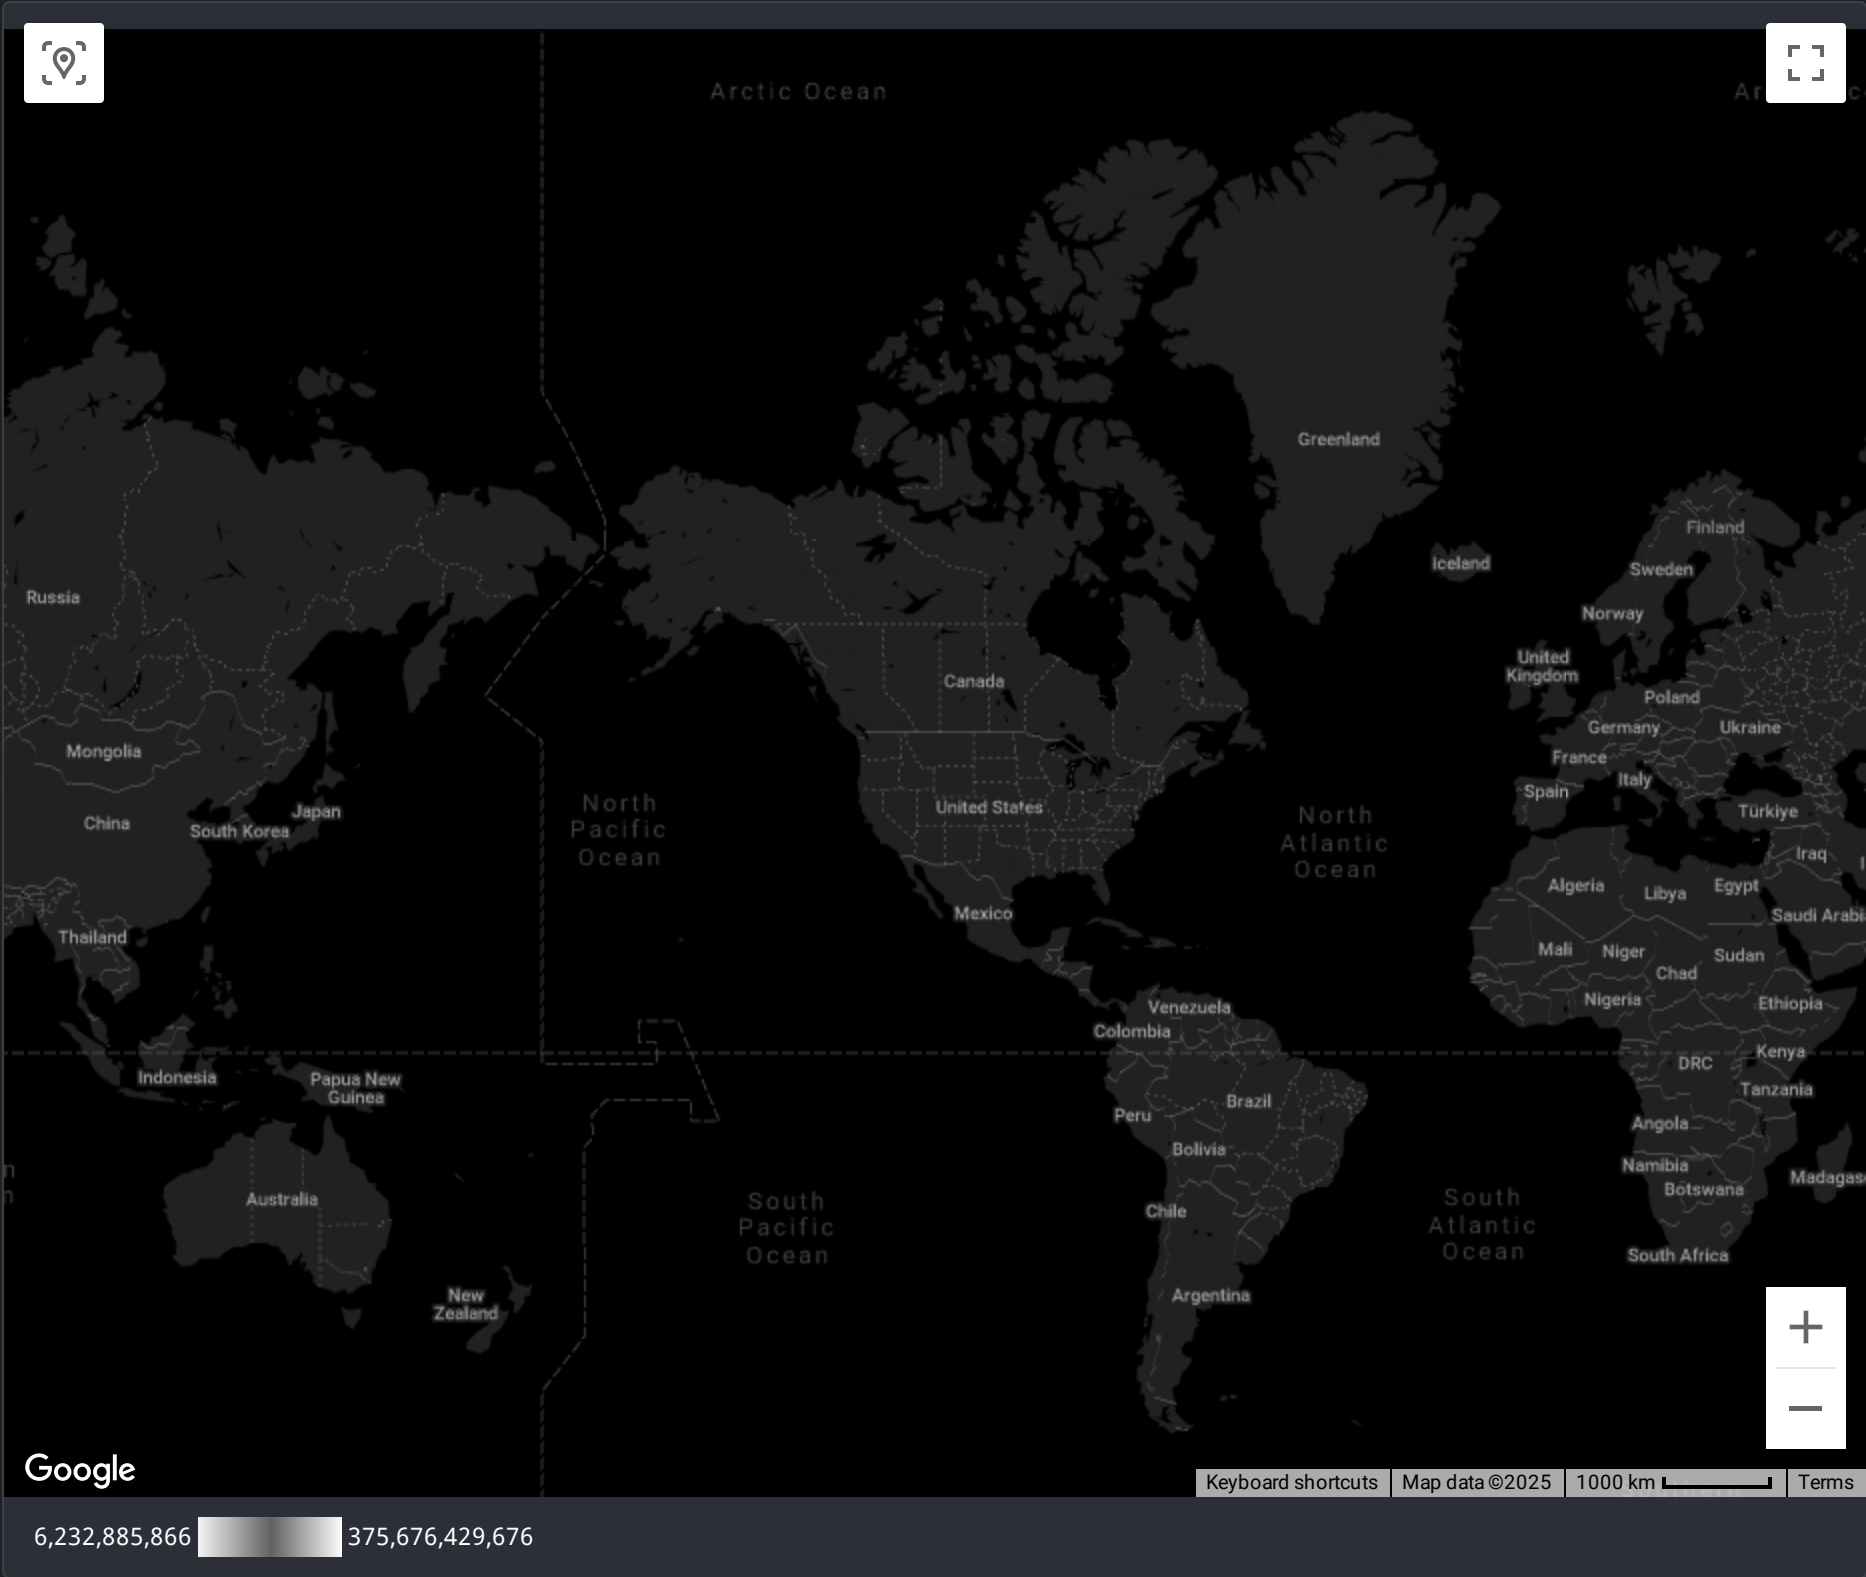 Arctic Ocean
Greenland
Finland
Iceland
Sweden
Russia
Norway
United
Kingdom
Canada
Poland
Germany
Ukraine
Mongolia
France
Italy
Spain
United States
Japan
North
Pacific
Ocean
North
Atlantic
Ocean
Türkiye
China
South Korea
Iraq
Algeria
Libya
Egypt
Mexico
Saudi Arabi
Thailand
Mali
Niger
Sudan
Chad
Nigeria
Ethiopia
Venezuela
Colombia
Kenya
DRC
Indonesia
Papua New
Guinea
Tanzania
Brazil
Peru
Angola
Bolivia
Namibia
Madagas
Botswana
Australia
South
Pacific
Ocean
Chile
South
Atlantic
Ocean
South Africa
New
Zealand
Argentina
Google
Keyboard shortcuts
Map data ©2025
1000 km
Terms
6,232,885,866
375,676,429,676